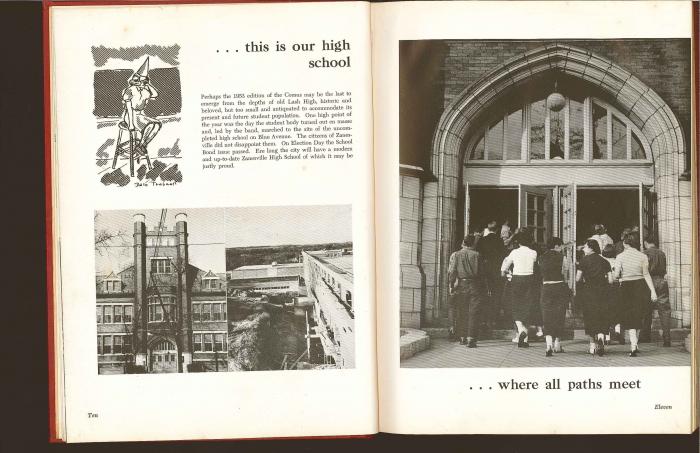 . . . this is our high
school
Perhaps the 1953 edition of the Comus may be the last to
emerge from the depths of old Lash High, historic and
beloved, but too small and antiquated to accommodate its
present and future student population. One high point of
the year was the day the student body turned out en masse
and, led by the band, marched to the site of the uncom-
pleted high school on Blue Avenue. The citizens of Zanes-
ville did not disappoint them. On Election Day the School
Bond issue passed. Ere long the city will have a modern
and up-to-date Zanesville High School of which it may be
justly proud.
Ten
. . . where all paths meet
Eleven